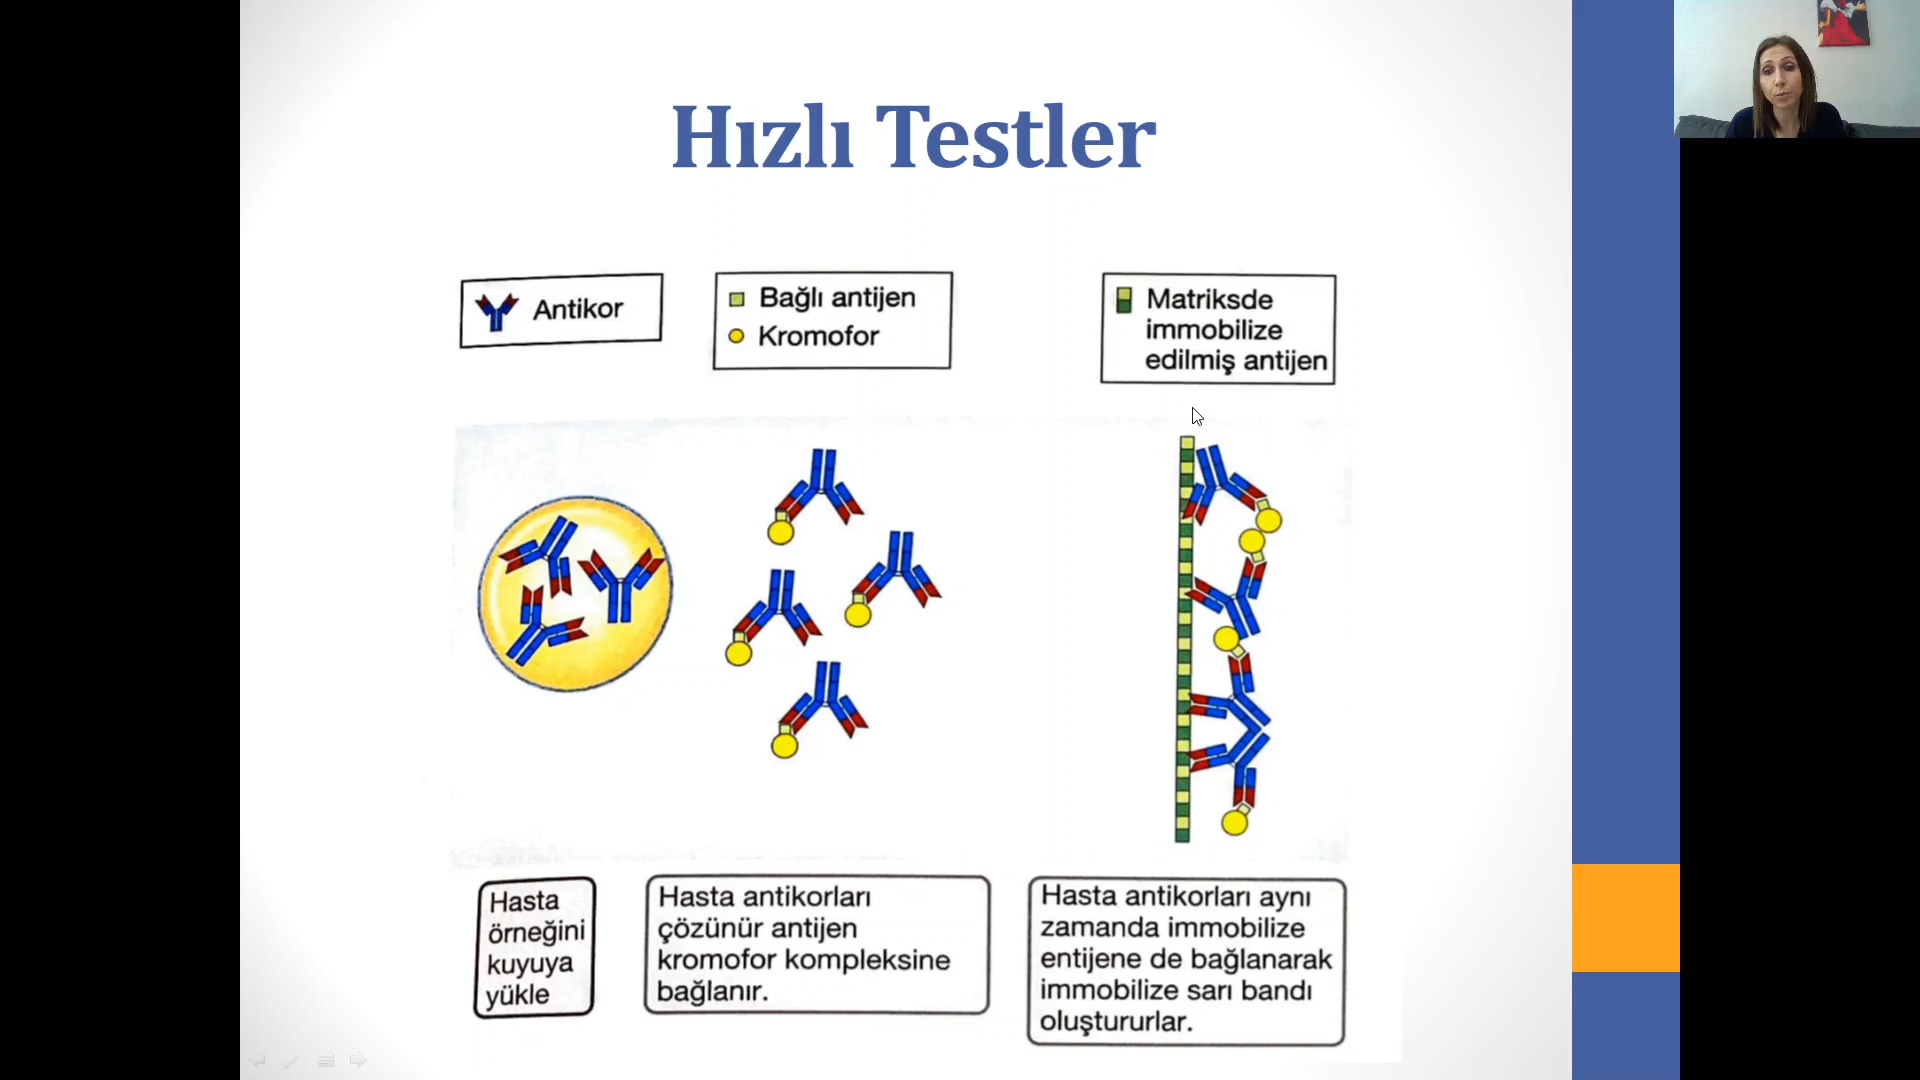 Hızlı Testler
Antikor
Bağlı antijen
Kromofor
Matriksde
immobilize
edilmiş antijen
Hasta
örneğini
kuyuya
yükle
Hasta antikorları
çözünür antijen
kromofor kompleksine
bağlanır.
Hasta antikorları aynı
zamanda immobilize
entijene de bağlanarak
immobilize sarı bandı
oluştururlar.